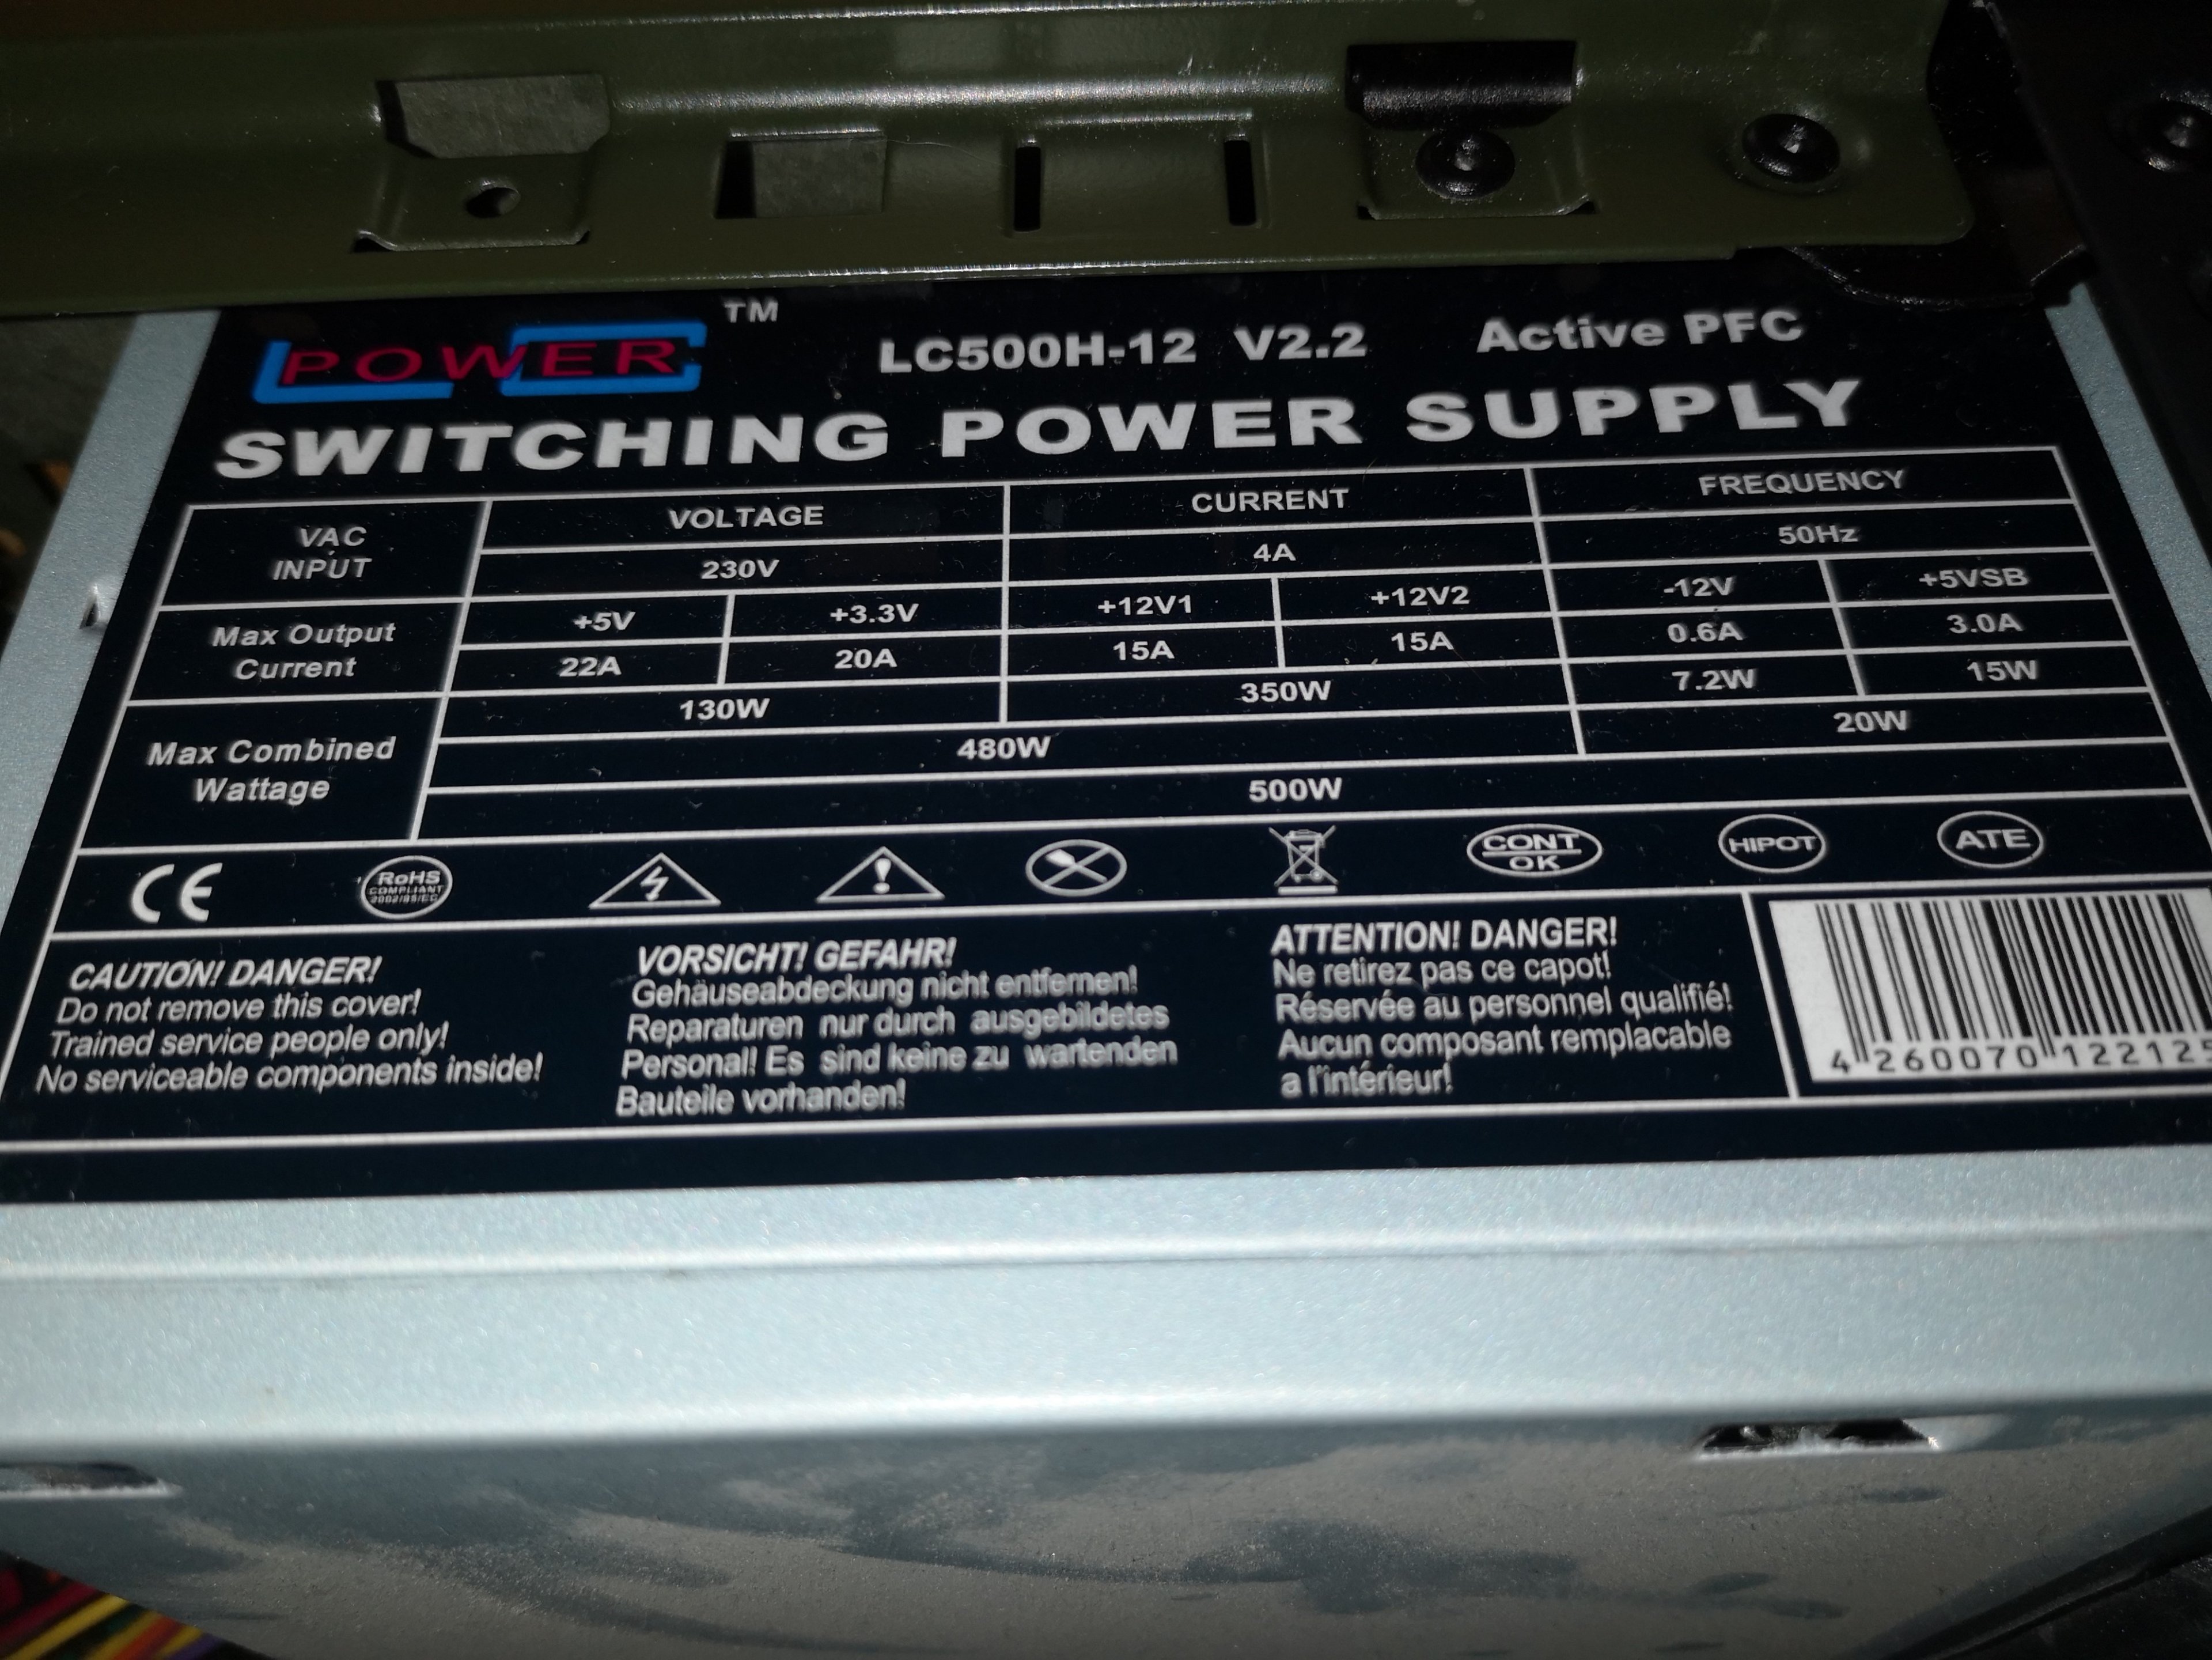 POWER TM LC500H-12 V2.2 Active PFC
SWITCHING POWER SUPPLY
VAC INPUT VOLTAGE CURRENT FREQUENCY
230V 4A 50Hz
Max Output Current +5V +3.3V +12V1 +12V2 -12V +5VSB
22A 20A 15A 15A 0.6A 3.0A
Max Combined Wattage 130W 350W 7.2W 15W
480W 20W
500W
CE RoHS COMPLIANT 2002/95/EC CONT OK HIPOT ATE
CAUTION! DANGER!
Do not remove this cover!
Trained service people only!
No serviceable components inside!
VORSICHT! GEFAHR!
Gehäuseabdeckung nicht entfernen!
Reparaturen nur durch ausgebildetes
Personal! Es sind keine zu wartenden
Bauteile vorhanden!
ATTENTION! DANGER!
Ne retirez pas ce capot!
Réservée au personnel qualifié!
Aucun composant remplacable
a l'intérieur!
4 260070 122125